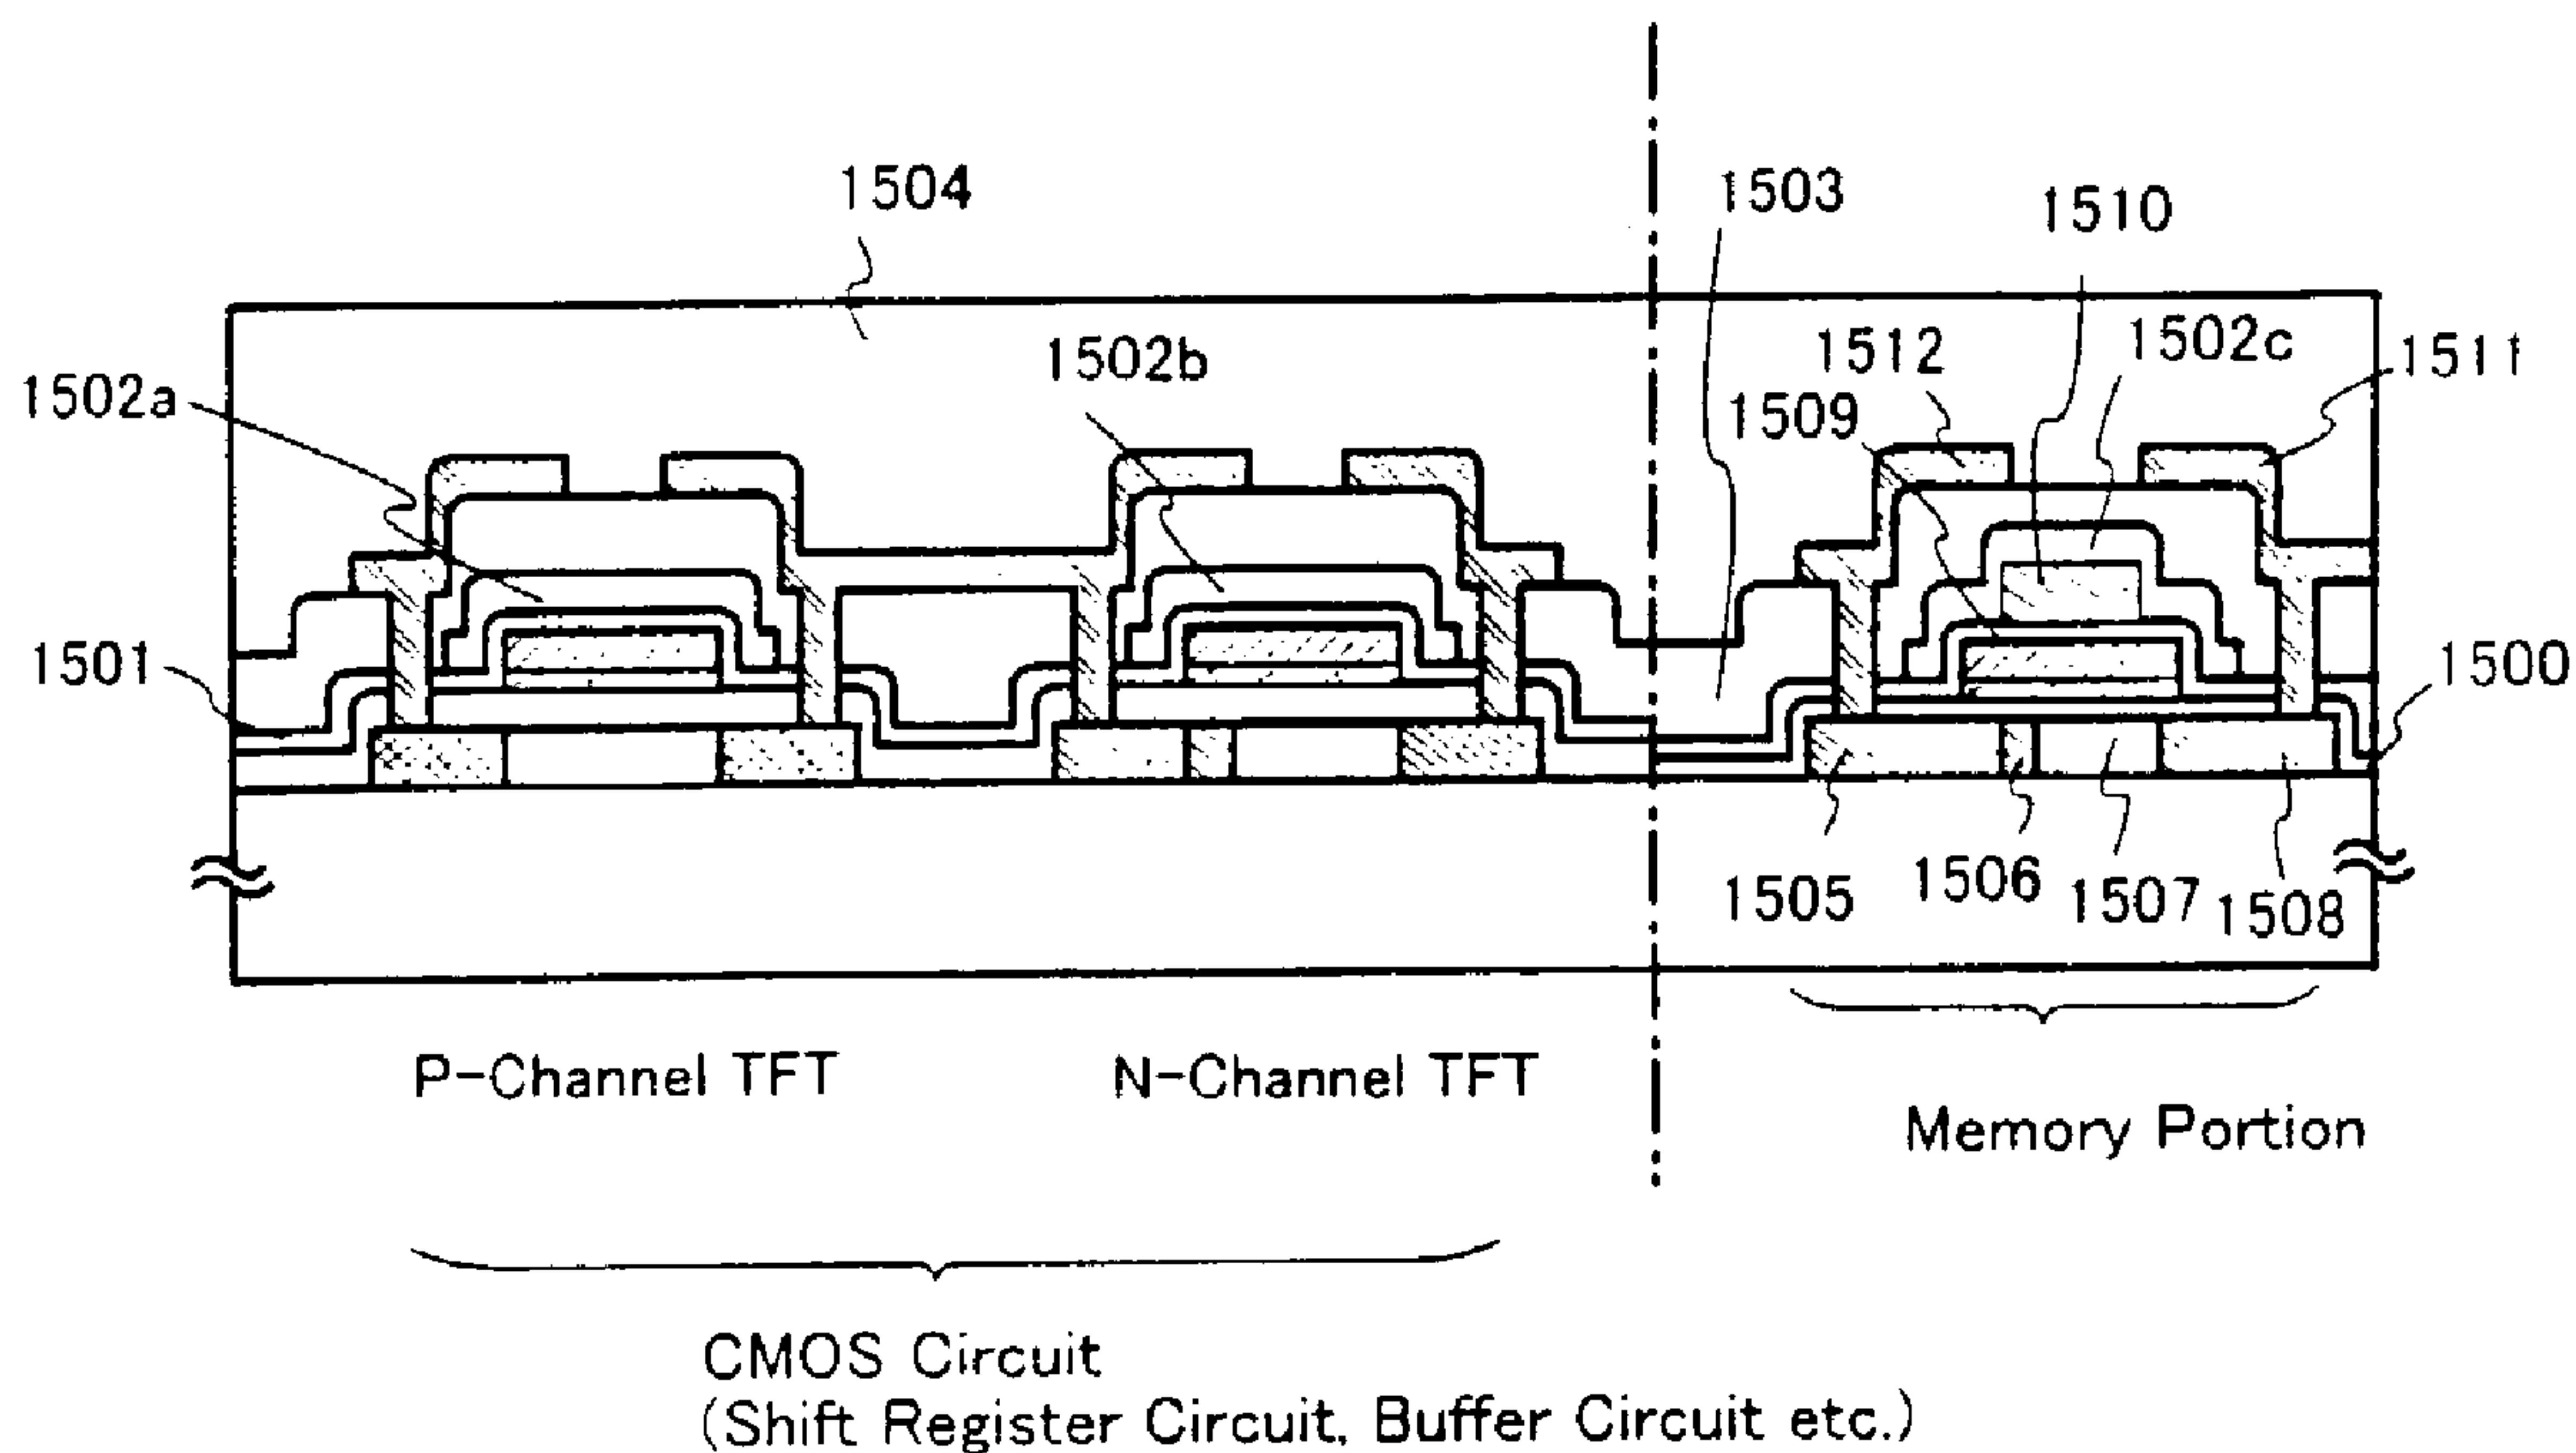 1504
1503
1510
1502b
1512
1502c
1511
1502a
1509
1501
1500
1505
1506
1507
1508
P-Channel TFT
N-Channel TFT
Memory Portion
CMOS Circuit
(Shift Register Circuit, Buffer Circuit etc.)